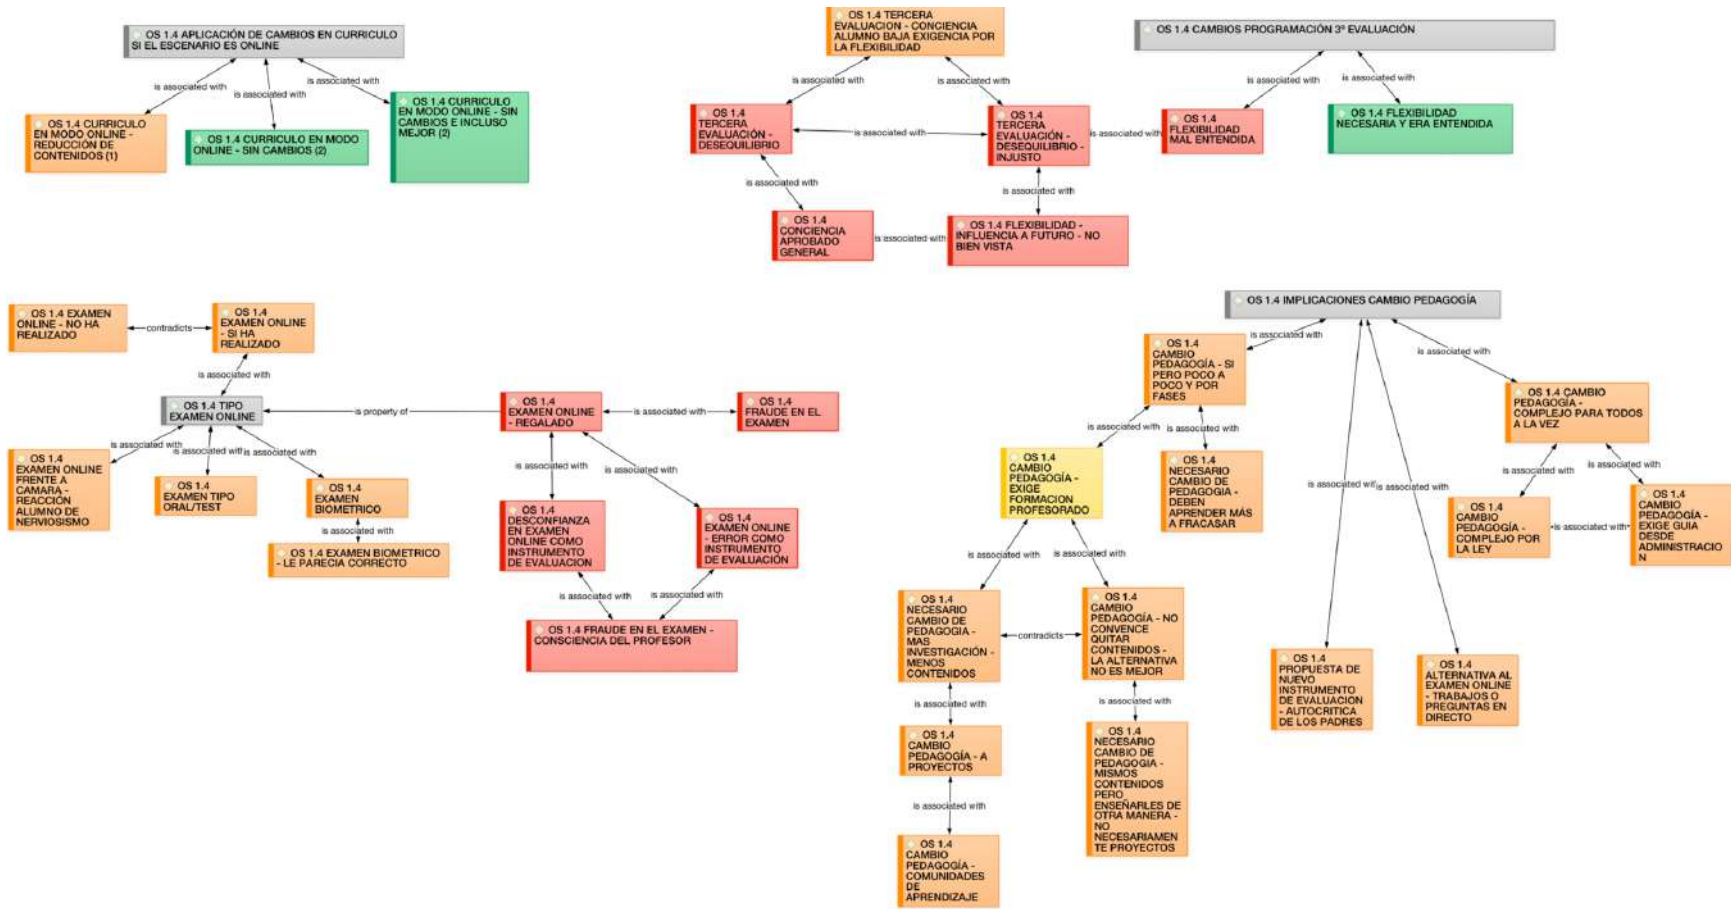 OS 1.4 APLICACIÓN DE CAMBIOS EN CURRICULO
SI EL ESCENARIO ES ONLINE
is associated with
is associated with
is associated with
OS 1.4 CURRICULO
EN MODO ONLINE -
REDUCCIÓN DE
CONTENIDOS (1)
OS 1.4 CURRICULO EN MODO
ONLINE - SIN CAMBIOS (2)
OS 1.4 CURRICULO
EN MODO ONLINE - SIN
CAMBIOS E INCLUSO
MEJOR (2)
OS 1.4 TERCERA
EVALUACION - CONCIENCIA
ALUMNO BAJA EXIGENCIA POR
LA FLEXIBILIDAD
is associated with
is associated with
OS 1.4
TERCERA
EVALUACIÓN -
DESEQUILIBRIO
is associated with
OS 1.4
TERCERA
EVALUACIÓN -
DESEQUILIBRIO -
INJUSTO
is associated with
is associated with
is associated with
OS 1.4
CONCIENCIA
APROBADO
GENERAL
is associated with
OS 1.4 FLEXIBILIDAD -
INFLUENCIA A FUTURO - NO
BIEN VISTA
OS 1.4 CAMBIOS PROGRAMACIÓN 3ª EVALUACIÓN
is associated with
is associated with
OS 1.4
FLEXIBILIDAD
MAL ENTENDIDA
OS 1.4 FLEXIBILIDAD
NECESARIA Y ERA ENTENDIDA
OS 1.4 EXAMEN
ONLINE - NO HA
REALIZADO
contradicts
OS 1.4
EXAMEN ONLINE
- SI HA
REALIZADO
is associated with
OS 1.4 TIPO
EXAMEN ONLINE
is property of
OS 1.4
EXAMEN ONLINE
- REGALADO
is associated with
OS 1.4
FRAUDE EN EL
EXAMEN
is associated with
is associated with
is associated with
OS 1.4
EXAMEN ONLINE
FRENTE A
CAMARA -
REACCIÓN
ALUMNO DE
NERVIOSISMO
OS 1.4
EXAMEN TIPO
ORAL/TEST
OS 1.4
EXAMEN
BIOMETRICO
is associated with
OS 1.4 EXAMEN BIOMETRICO
- LE PARECIA CORRECTO
is associated with
is associated with
OS 1.4
DESCONFIANZA
EN EXAMEN
ONLINE COMO
INSTRUMENTO
DE EVALUACION
OS 1.4
EXAMEN ONLINE
- ERROR COMO
INSTRUMENTO
DE EVALUACIÓN
is associated with
is associated with
OS 1.4 FRAUDE EN EL EXAMEN -
CONSCIENCIA DEL PROFESOR
OS 1.4 IMPLICACIONES CAMBIO PEDAGOGÍA
is associated with
is associated with
is associated with
is associated with
OS 1.4
CAMBIO
PEDAGOGÍA - SI
PERO POCO A
POCO Y POR
FASES
is associated with
is associated with
OS 1.4
CAMBIO
PEDAGOGÍA -
EXIGE
FORMACION
PROFESORADO
OS 1.4
NECESARIO
CAMBIO DE
PEDAGOGIA -
DEBEN
APRENDER MÁS
A FRACASAR
OS 1.4 CAMBIO
PEDAGOGÍA -
COMPLEJO PARA TODOS
A LA VEZ
is associated with
is associated with
OS 1.4
CAMBIO
PEDAGOGÍA -
COMPLEJO POR
LA LEY
is associated with
OS 1.4
CAMBIO
PEDAGOGÍA -
EXIGE GUIA
DESDE
ADMINISTRACIO
N
is associated with
is associated with
OS 1.4
NECESARIO
CAMBIO DE
PEDAGOGIA -
MAS
INVESTIGACIÓN -
MENOS
CONTENIDOS
contradicts
OS 1.4
CAMBIO
PEDAGOGÍA - NO
CONVENCE
QUITAR
CONTENIDOS -
LA ALTERNATIVA
NO ES MEJOR
is associated with
is associated with
OS 1.4
CAMBIO
PEDAGOGÍA - A
PROYECTOS
is associated with
OS 1.4
CAMBIO
PEDAGOGÍA -
COMUNIDADES
DE
APRENDIZAJE
OS 1.4
NECESARIO
CAMBIO DE
PEDAGOGIA -
MISMOS
CONTENIDOS
PERO
ENSEÑARLES DE
OTRA MANERA -
NO
NECESARIAMEN
TE PROYECTOS
OS 1.4
PROPUESTA DE
NUEVO
INSTRUMENTO
DE EVALUACION
- AUTOCRITICA
DE LOS PADRES
OS 1.4
ALTERNATIVA AL
EXAMEN ONLINE
- TRABAJOS O
PREGUNTAS EN
DIRECTO